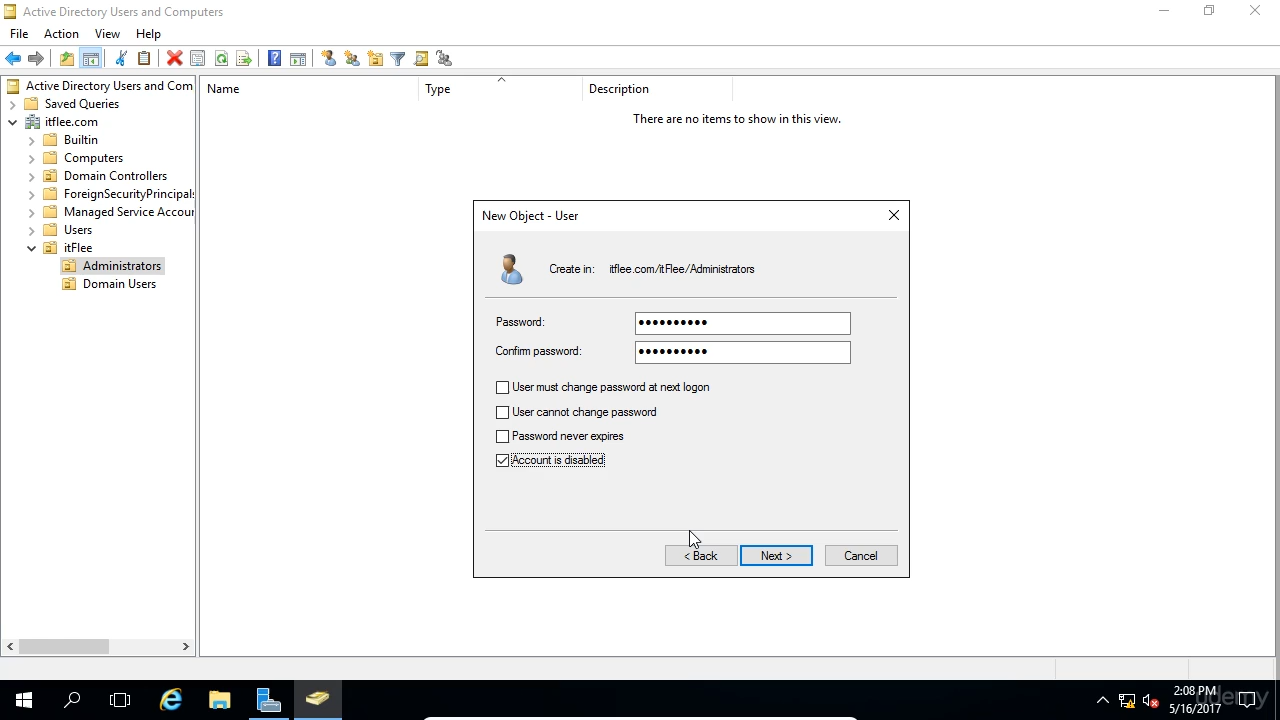 Active Directory Users and Computers
File Action View Help
Active Directory Users and Com
Saved Queries
itflee.com
Builtin
Computers
Domain Controllers
ForeignSecurityPrincipals
Managed Service Accour
Users
itFlee
Administrators
Domain Users
Name Type Description
There are no items to show in this view.
New Object - User
Create in: itflee.com/itFlee/Administrators
Password: ••••••••••
Confirm password: ••••••••••
User must change password at next logon
User cannot change password
Password never expires
Account is disabled
< Back Next > Cancel
2:08 PM
5/16/2017
udemy